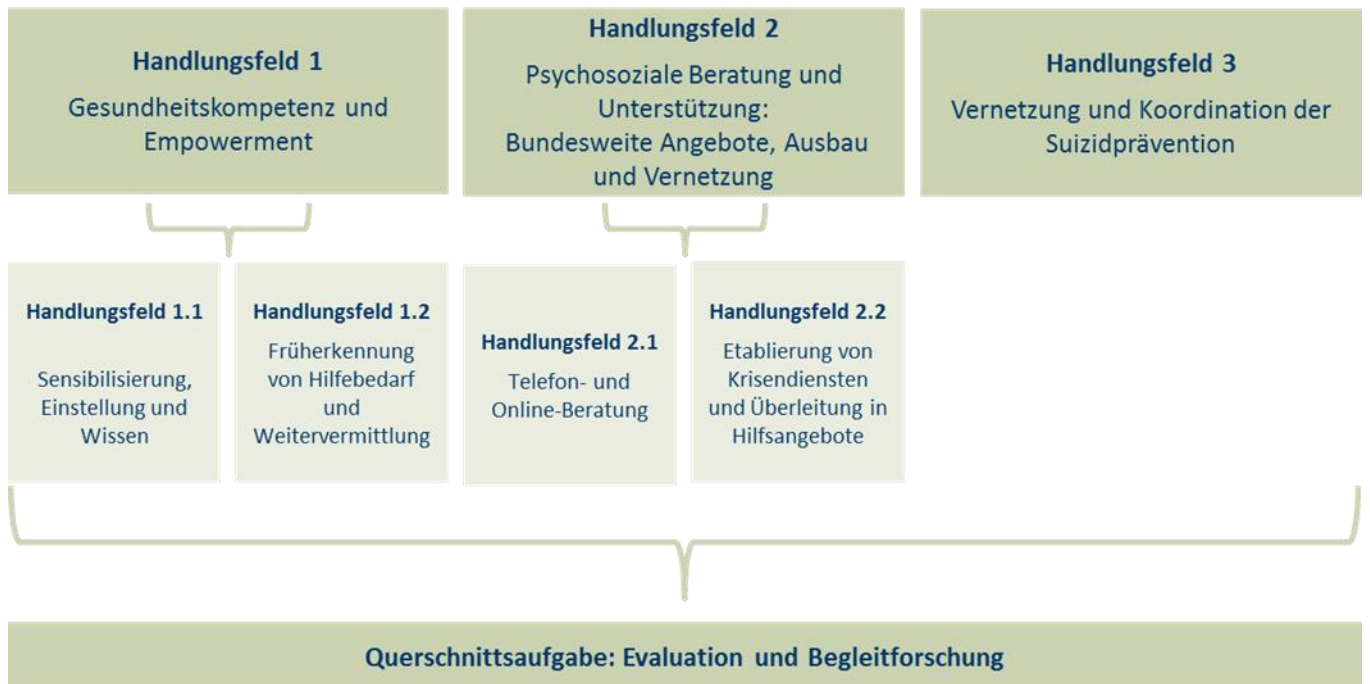 Handlungsfeld 1
Gesundheitskompetenz und
Empowerment
Handlungsfeld 2
Psychosoziale Beratung und
Unterstützung:
Bundesweite Angebote, Ausbau
und Vernetzung
Handlungsfeld 3
Vernetzung und Koordination der
Suizidprävention
Handlungsfeld 1.1
Sensibilisierung,
Einstellung und
Wissen
Handlungsfeld 1.2
Früherkennung
von Hilfebedarf
und
Weitervermittlung
Handlungsfeld 2.1
Telefon- und
Online-Beratung
Handlungsfeld 2.2
Etablierung von
Krisendiensten
und Überleitung in
Hilfsangebote
Querschnittsaufgabe: Evaluation und Begleitforschung